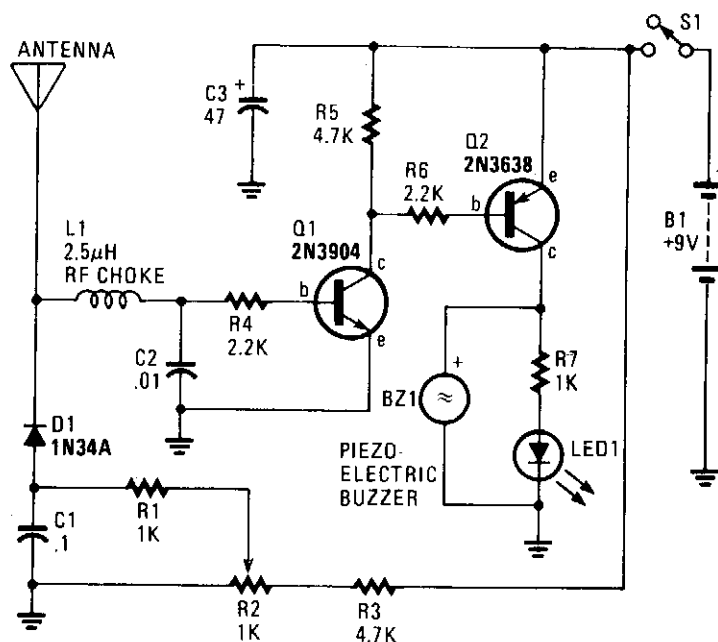 ANTENNA
S1
C3
47
+
R5
4.7K
Q2
2N3638
R6
2.2K
e
b
c
B1
+9V
L1
2.5μH
RF CHOKE
Q1
2N3904
c
b
e
R4
2.2K
C2
.01
+
BZ1
≈
R7
1K
LED1
PIEZO-
ELECTRIC
BUZZER
D1
1N34A
R1
1K
C1
.1
R2
1K
R3
4.7K